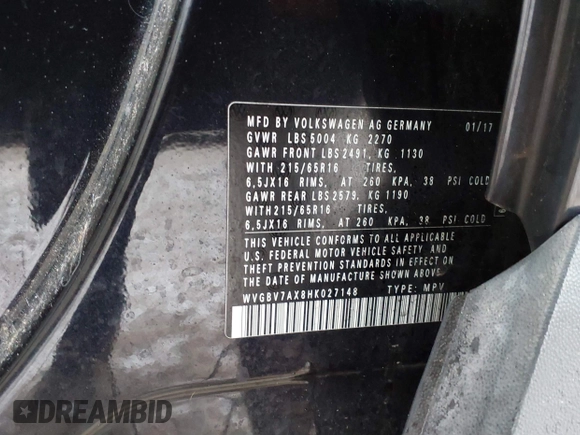 MFD BY VOLKSWAGEN AG GERMANY 01/17
GVWR LBS 5004 KG 2270
GAWR FRONT LBS 2491, KG 1130
WITH 215/65R16 TIRES,
6,5JX16 RIMS, AT 260 KPA, 38 PSI COLD
GAWR REAR LBS 2579, KG 1190
WITH 215/65R16 TIRES,
6,5JX16 RIMS, AT 260 KPA, 38 PSI COLD
THIS VEHICLE CONFORMS TO ALL APPLICABLE
U.S. FEDERAL MOTOR VEHICLE SAFETY AND
THEFT PREVENTION STANDARDS IN EFFECT ON
THE DATE OF MANUFACTURE SHOWN ABOVE
WVGBV7AX8HK027148 TYPE: MPV
DREAMBID